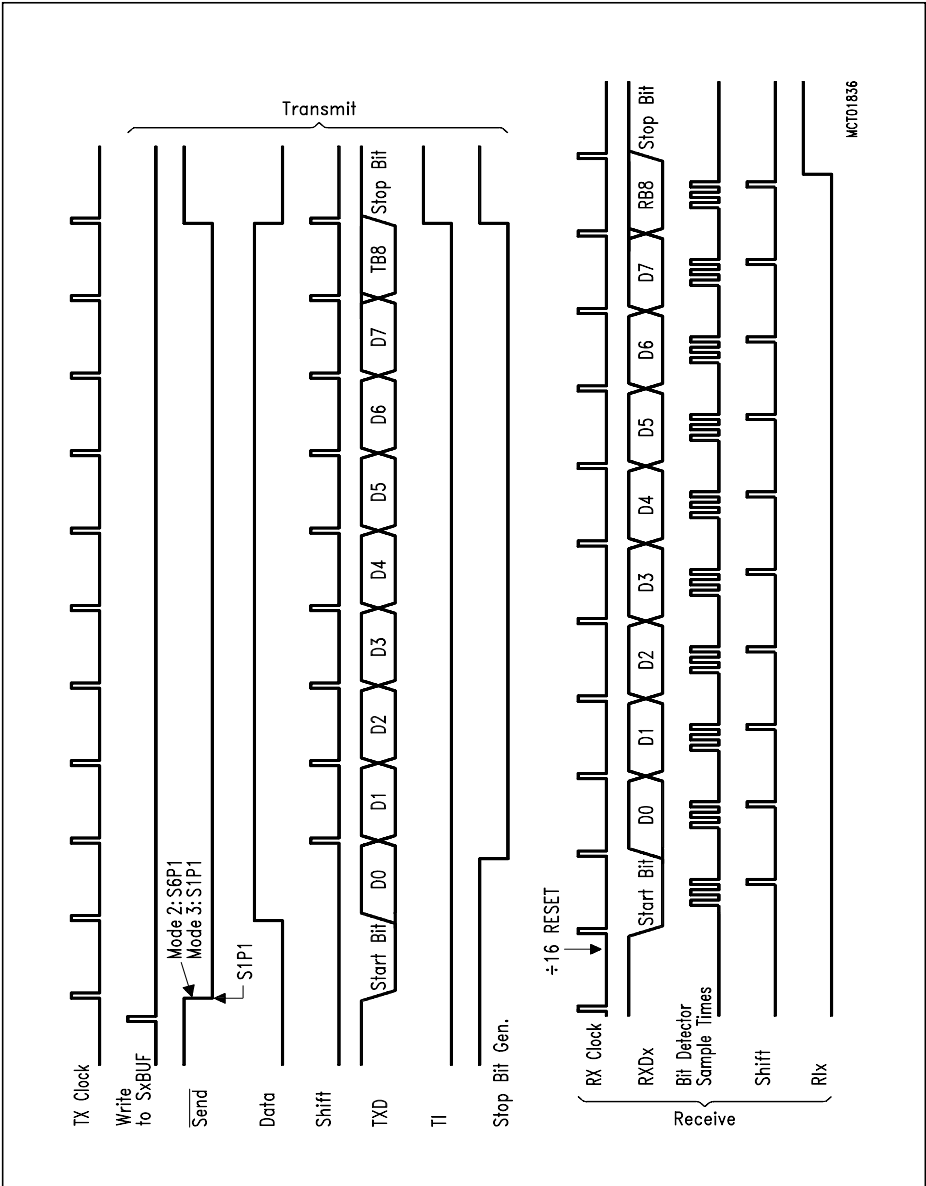 Transmit
TX Clock
Write
to SxBUF
Mode 2: S6P1
Mode 3: S1P1
Send
S1P1
Data
Shift
TXD
Start Bit D0 D1 D2 D3 D4 D5 D6 D7 TB8 Stop Bit
TI
Stop Bit Gen.
÷16 RESET
RX Clock
RXDx
Start Bit D0 D1 D2 D3 D4 D5 D6 D7 RB8 Stop Bit
Bit Detector
Sample Times
Shift
RIx
Receive
MCT01836